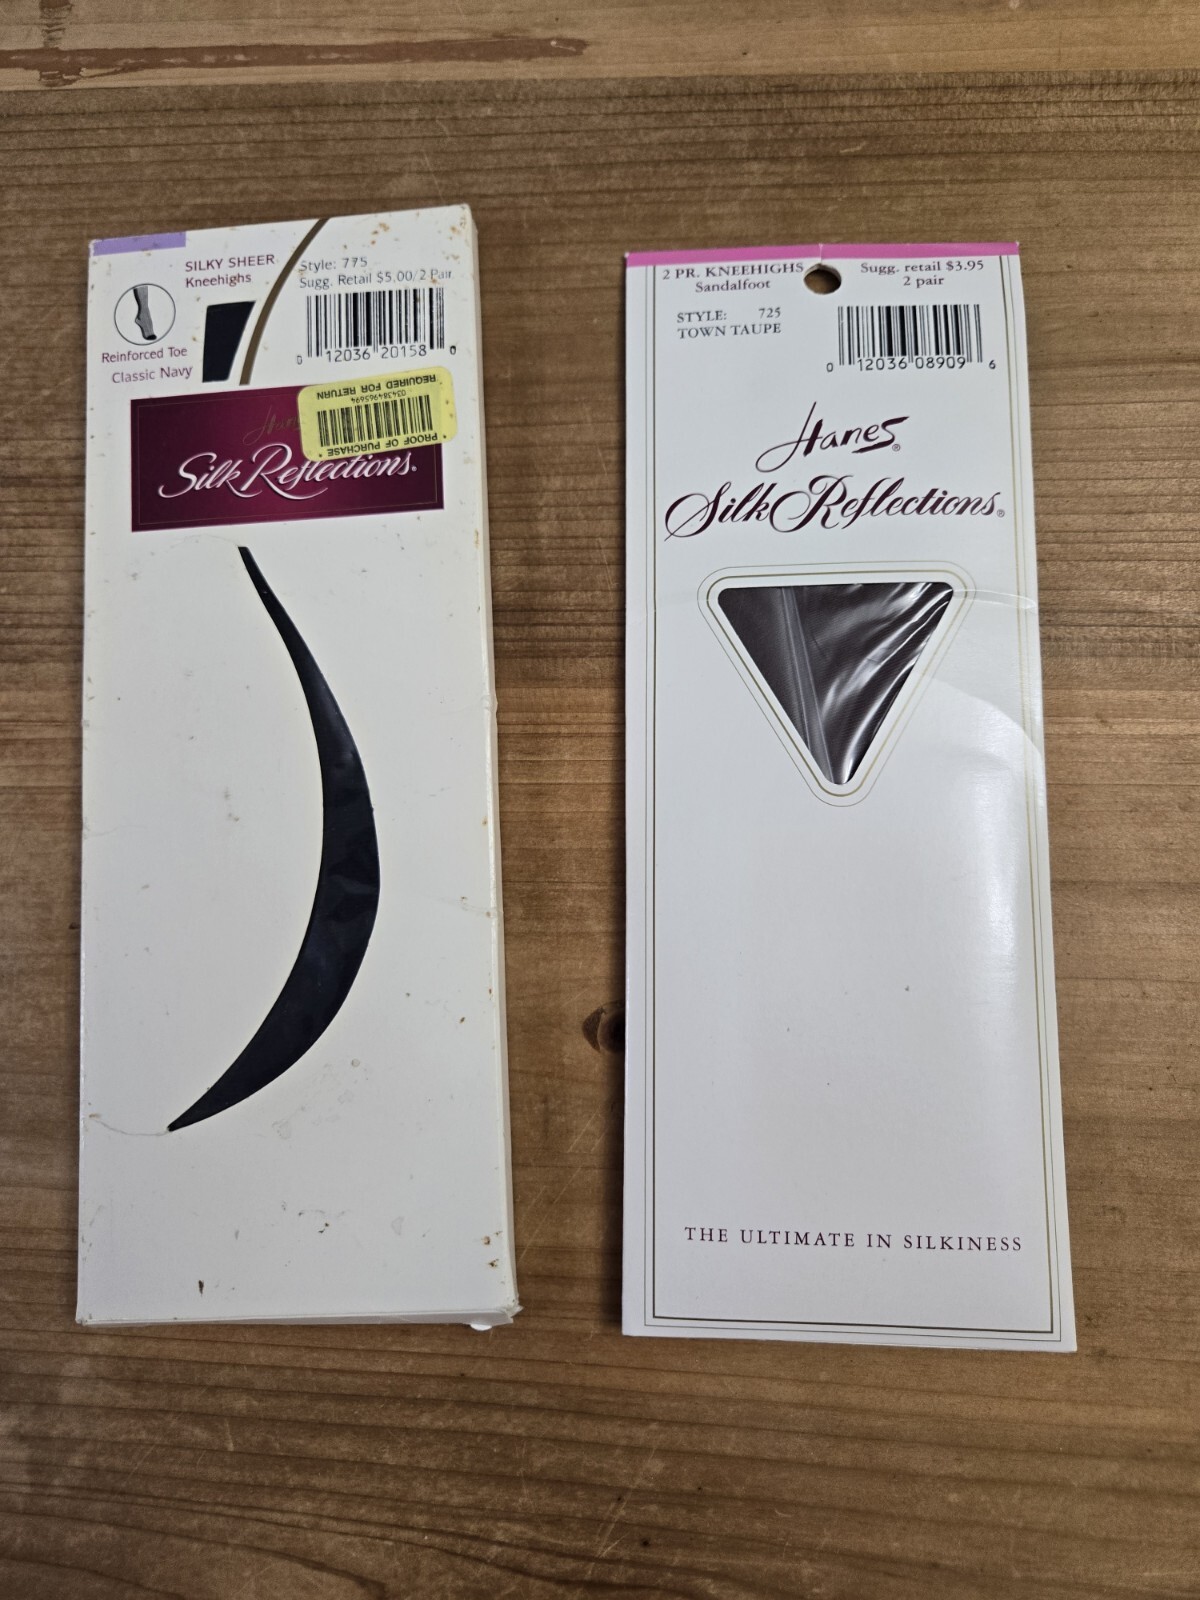 SILKY SHEER
Kneehighs
Style: 775
Sugg. Retail $5.00/2 Pair
0 12036 20158 0
Reinforced Toe
Classic Navy
PROOF OF PURCHASE
034384965694
REQUIRED FOR RETURN
Hanes
Silk Reflections®
2 PR. KNEEHIGHS
Sandalfoot
Sugg. retail $3.95
2 pair
STYLE: 725
TOWN TAUPE
0 12036 08909 6
Hanes®
Silk Reflections®
THE ULTIMATE IN SILKINESS